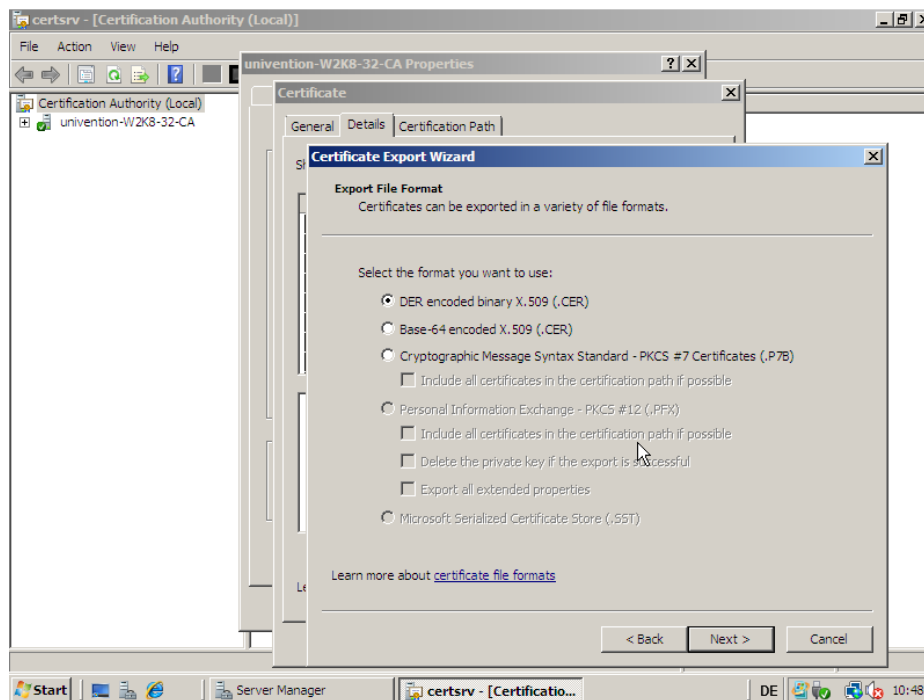 certsrv - [Certification Authority (Local)]
File Action View Help
univention-W2K8-32-CA Properties
Certification Authority (Local)
univention-W2K8-32-CA
Certificate
General Details Certification Path
Certificate Export Wizard
Export File Format
Certificates can be exported in a variety of file formats.
Select the format you want to use:
DER encoded binary X.509 (.CER)
Base-64 encoded X.509 (.CER)
Cryptographic Message Syntax Standard - PKCS #7 Certificates (.P7B)
Include all certificates in the certification path if possible
Personal Information Exchange - PKCS #12 (.PFX)
Include all certificates in the certification path if possible
Delete the private key if the export is successful
Export all extended properties
Microsoft Serialized Certificate Store (.SST)
Learn more about certificate file formats
< Back Next > Cancel
Start Server Manager certsrv - [Certificatio... DE 10:48